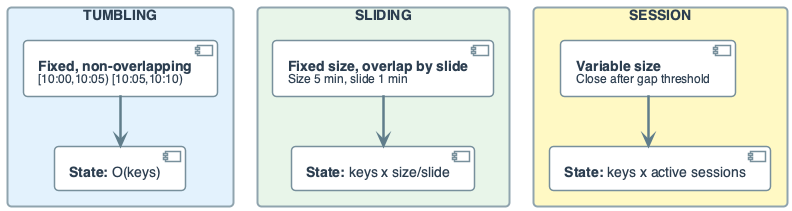 TUMBLING
Fixed, non-overlapping
[10:00,10:05) [10:05,10:10)
State: O(keys)
SLIDING
Fixed size, overlap by slide
Size 5 min, slide 1 min
State: keys x size/slide
SESSION
Variable size
Close after gap threshold
State: keys x active sessions